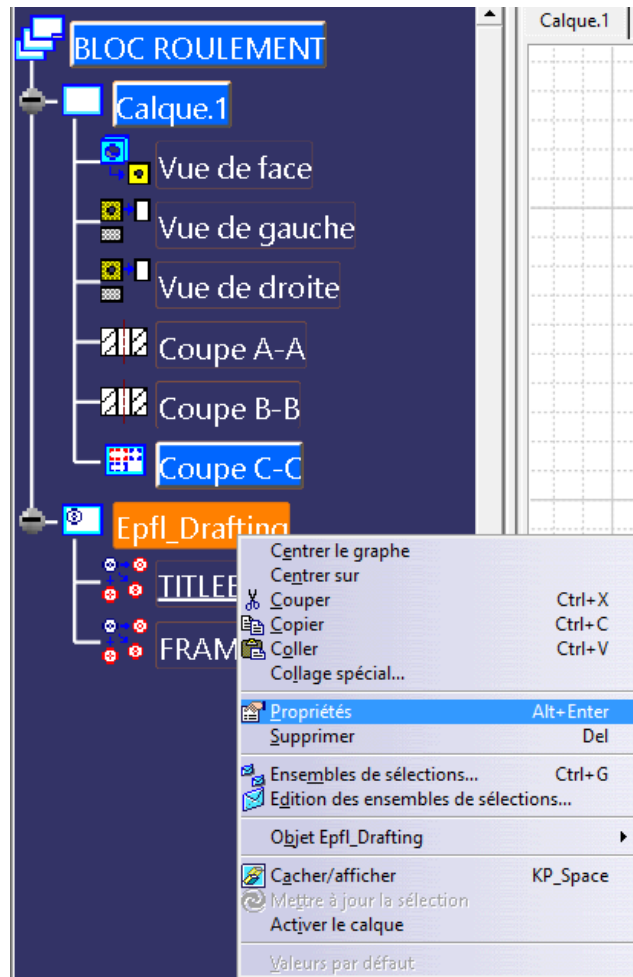 Calque.1
BLOC ROULEMENT
Calque.1
Vue de face
Vue de gauche
Vue de droite
Coupe A-A
Coupe B-B
Coupe C-C
Epfl_Drafting
FRAM
Centrer le graphe
Centrer sur
Couper Ctrl+X
Copier Ctrl+C
Coller Ctrl+V
Collage spécial...
Propriétés Alt+Enter
Supprimer Del
Ensembles de sélections... Ctrl+G
Edition des ensembles de sélections...
Objet Epfl_Drafting
Cacher/afficher KP_Space
Mettre à jour la sélection
Activer le calque
Valeurs par défaut